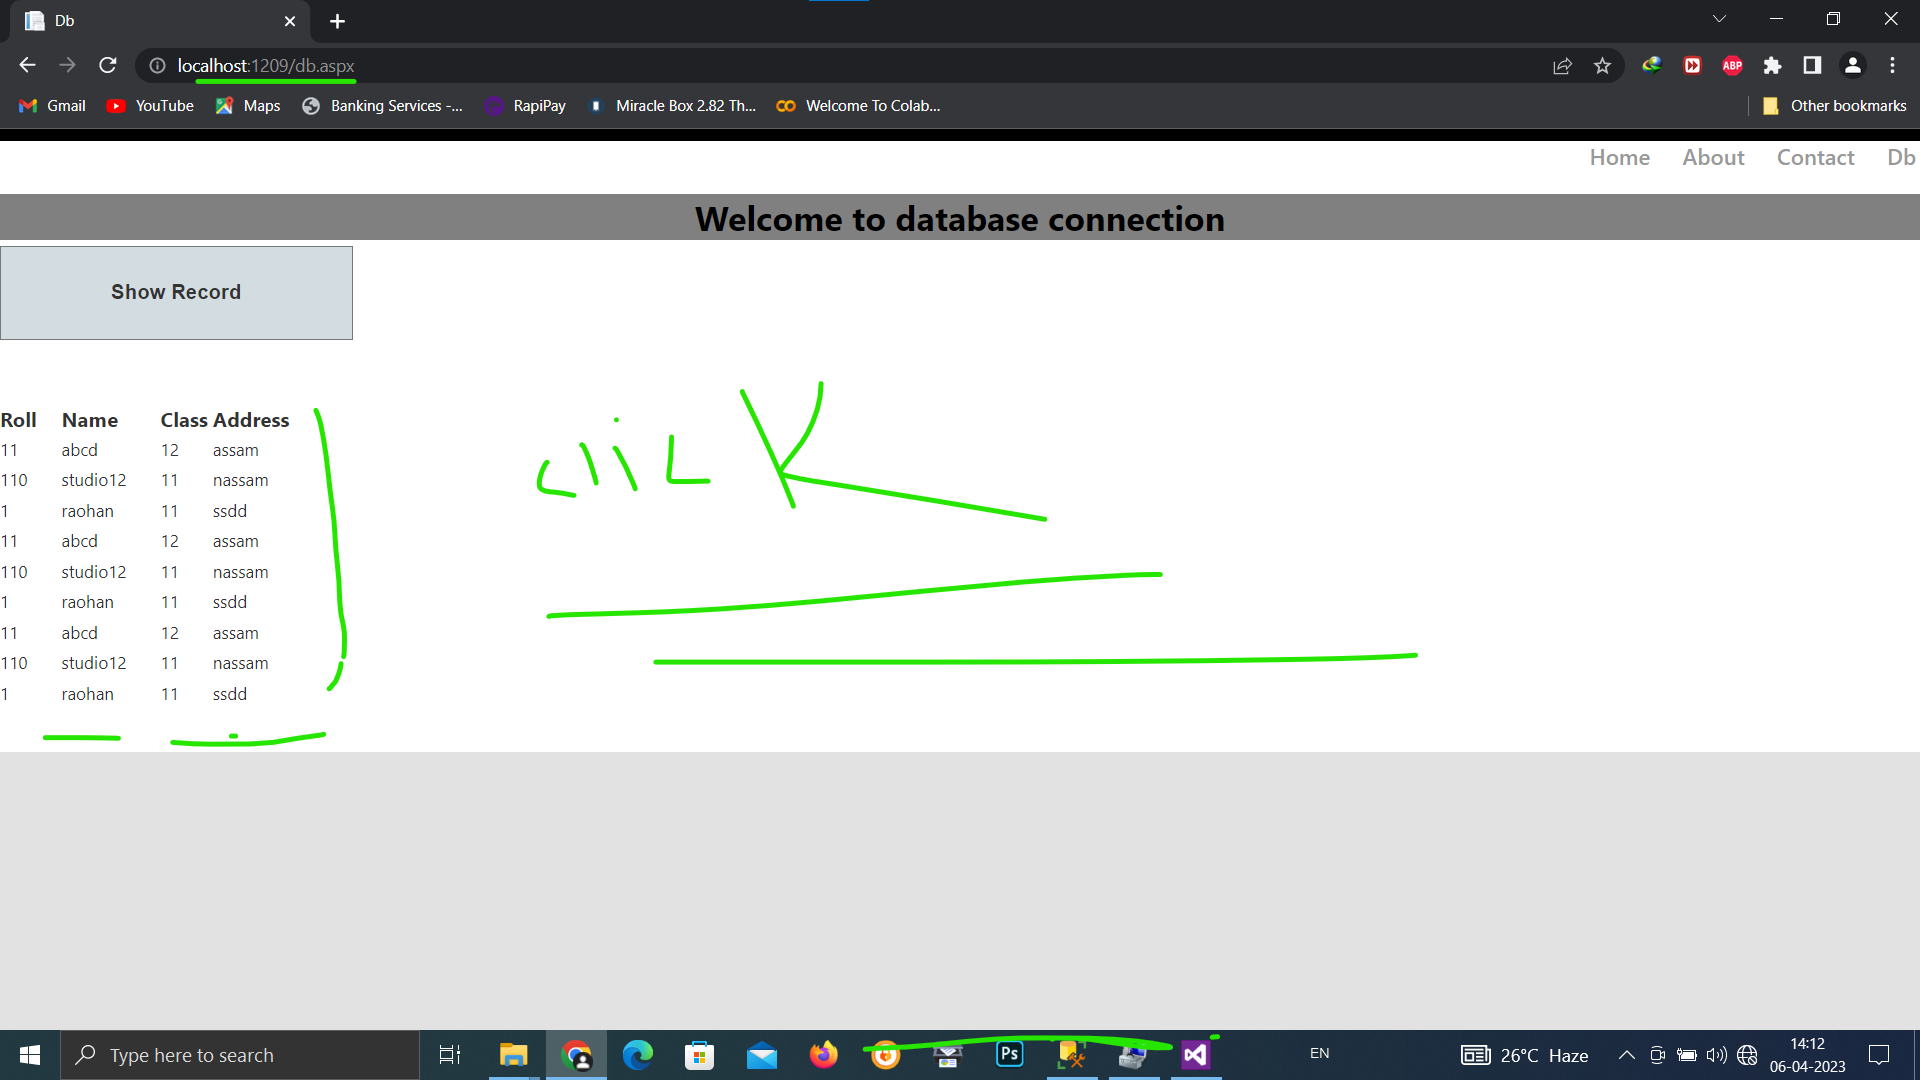 Db
localhost:1209/db.aspx
Gmail YouTube Maps Banking Services -... RapiPay Miracle Box 2.82 Th... Welcome To Colab... Other bookmarks
ABP
Home About Contact Db
Welcome to database connection
Show Record
Roll Name Class Address
11 abcd 12 assam
110 studio12 11 nassam
1 raohan 11 ssdd
11 abcd 12 assam
110 studio12 11 nassam
1 raohan 11 ssdd
11 abcd 12 assam
110 studio12 11 nassam
1 raohan 11 ssdd
clicK
Type here to search
Ps
EN
26°C Haze
14:12
06-04-2023